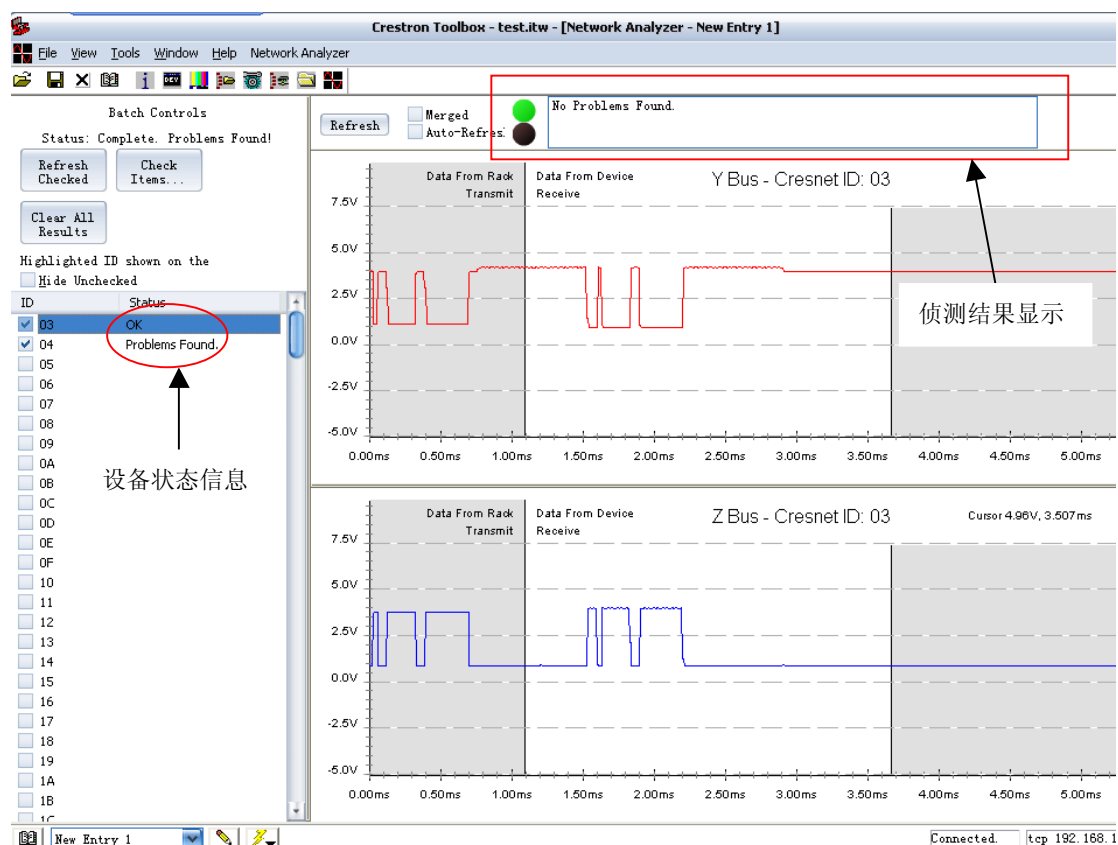 Crestron Toolbox - test.itw - [Network Analyzer - New Entry 1]
File View Tools Window Help Network Analyzer
Batch Controls
Status: Complete. Problems Found!
Refresh Checked
Check Items...
Clear All Results
Highlighted ID shown on the
Hide Unchecked
ID Status
03 OK
04 Problems Found.
05
06
07
08
09
0A
0B
0C
0D
0E
0F
10
11
12
13
14
15
16
17
18
19
1A
1B
1C
设备状态信息
Refresh
Merged
Auto-Refres
No Problems Found.
侦测结果显示
Data From Rack Transmit
Data From Device Receive
Y Bus - Cresnet ID: 03
7.5V
5.0V
2.5V
0.0V
-2.5V
-5.0V
0.00ms 0.50ms 1.00ms 1.50ms 2.00ms 2.50ms 3.00ms 3.50ms 4.00ms 4.50ms 5.00ms
Data From Rack Transmit
Data From Device Receive
Z Bus - Cresnet ID: 03
Cursor 4.96V, 3.507ms
7.5V
5.0V
2.5V
0.0V
-2.5V
-5.0V
0.00ms 0.50ms 1.00ms 1.50ms 2.00ms 2.50ms 3.00ms 3.50ms 4.00ms 4.50ms 5.00ms
New Entry 1
Connected. tcp 192.168.1